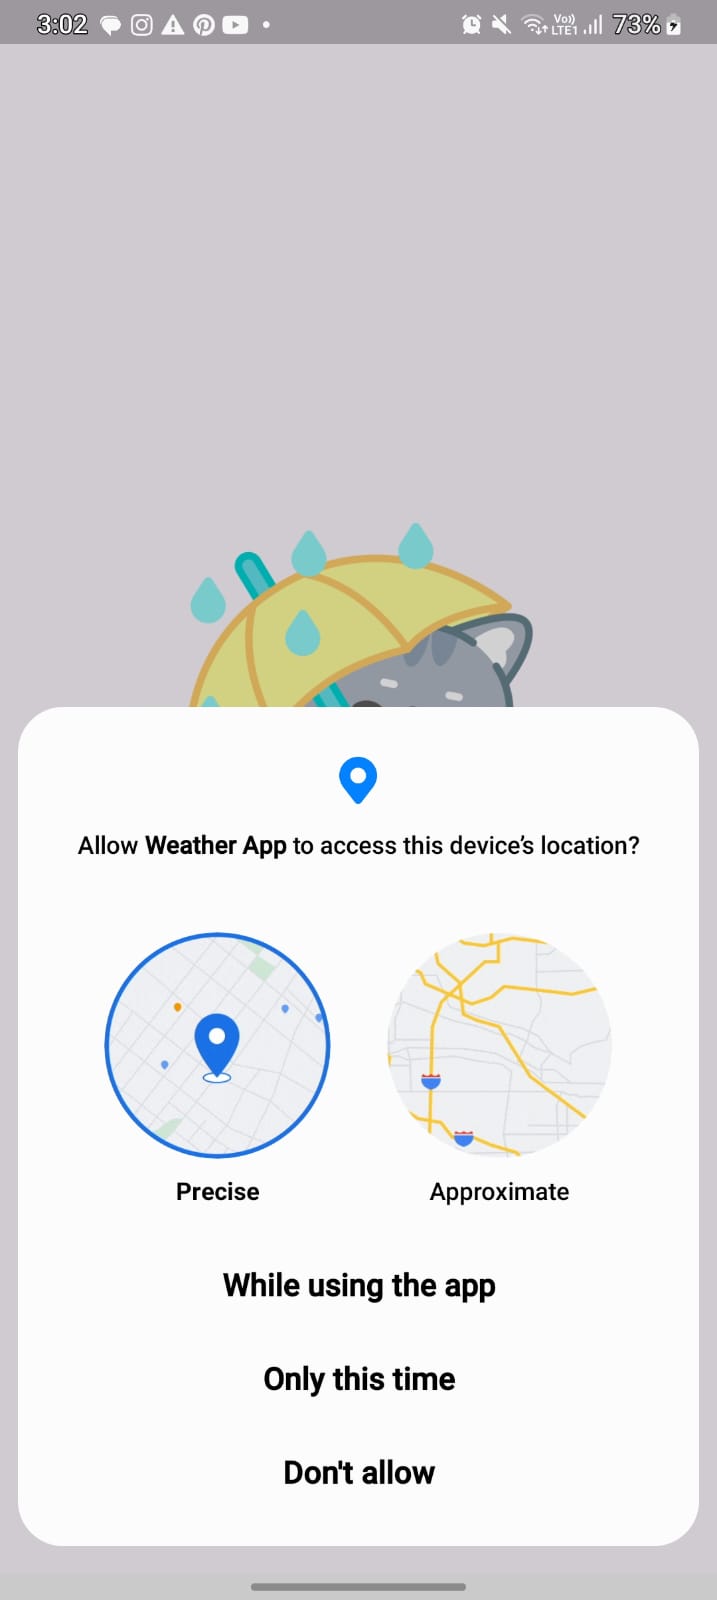 3:02
Vo))
LTE1
73%
Allow Weather App to access this device's location?
Precise
Approximate
While using the app
Only this time
Don't allow